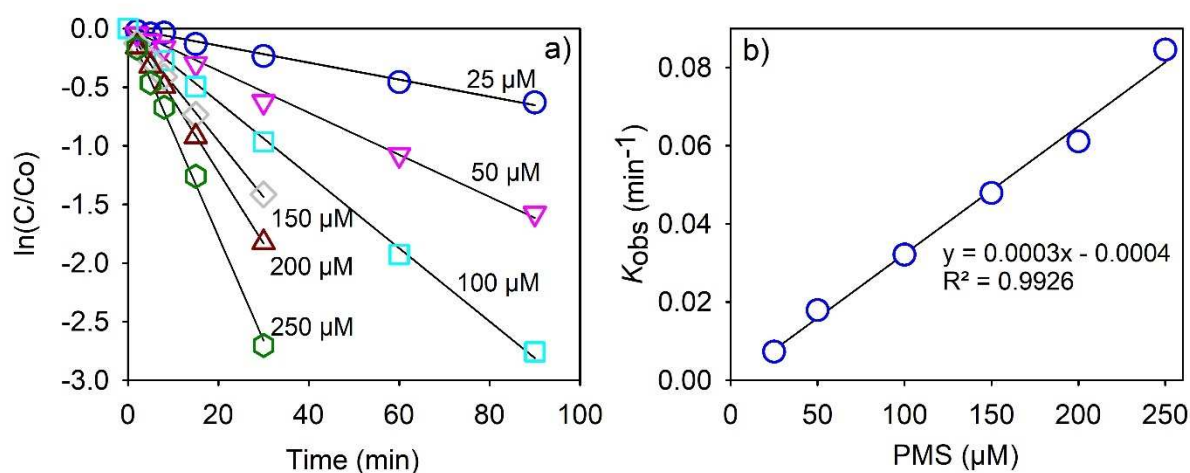 a)
ln(C/Co)
0.0
-0.5
-1.0
-1.5
-2.0
-2.5
-3.0
25 µM
50 µM
150 µM
200 µM
100 µM
250 µM
0 20 40 60 80 100
Time (min)
b)
Kobs (min⁻¹)
0.08
0.06
0.04
0.02
0.00
y = 0.0003x - 0.0004
R² = 0.9926
0 50 100 150 200 250
PMS (µM)